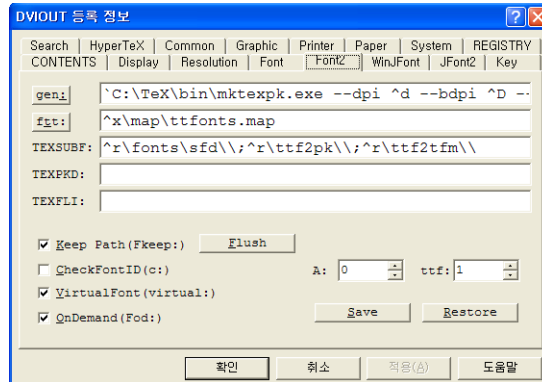 DVIOUT 등록 정보
Search HyperTeX Common Graphic Printer Paper System REGISTRY
CONTENTS Display Resolution Font Font2 WinJFont JFont2 Key
gen: `C:\TeX\bin\mktexpk.exe --dpi ^d --bdpi ^D --
ftt: ^x\map\ttfonts.map
TEXSUBF: ^r\fonts\sfd\\;^r\ttf2pk\\;^r\ttf2tfm\\
TEXPKD:
TEXFLI:
Keep Path(Fkeep:) Flush
CheckFontID(c:) A: 0 ttf: 1
VirtualFont(virtual:)
OnDemand(Fod:) Save Restore
확인 취소 적용(A) 도움말